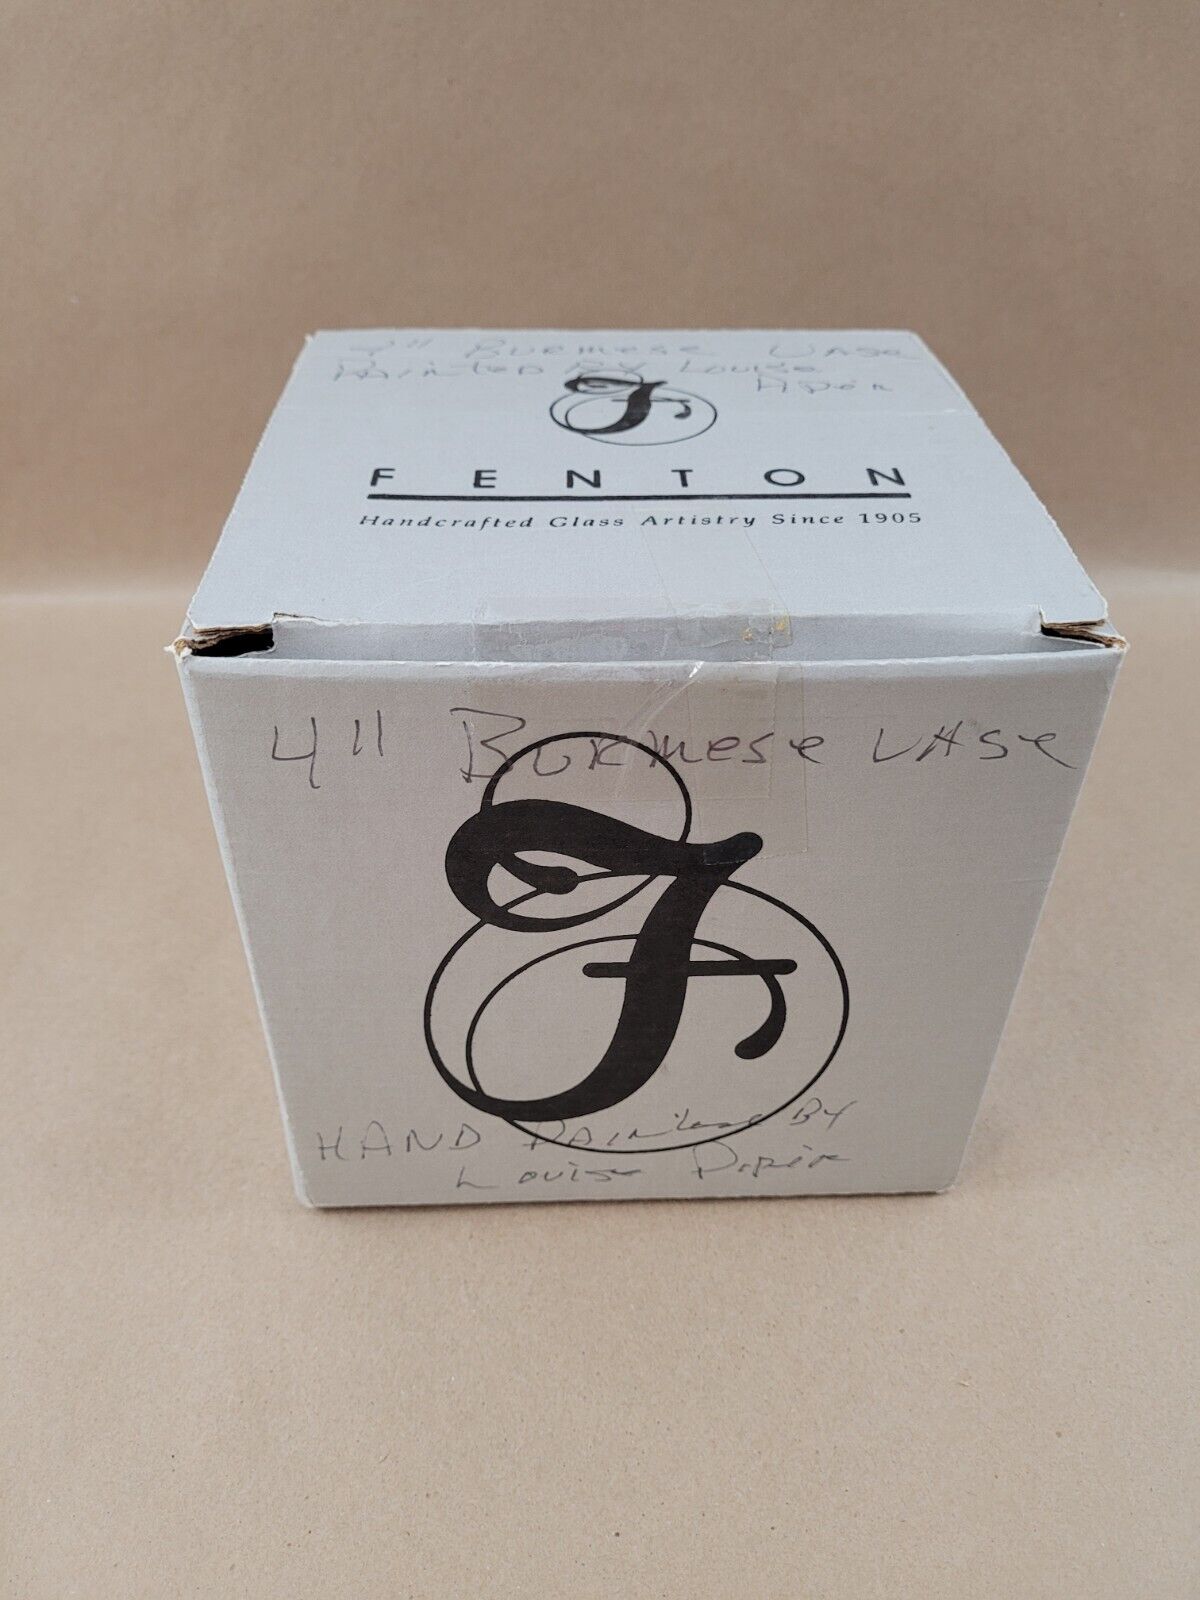 4" Burmese Vase
Painted By Louise
FENTON
Handcrafted Glass Artistry Since 1905
4" Burmese Vase
HAND Painted By
Louise